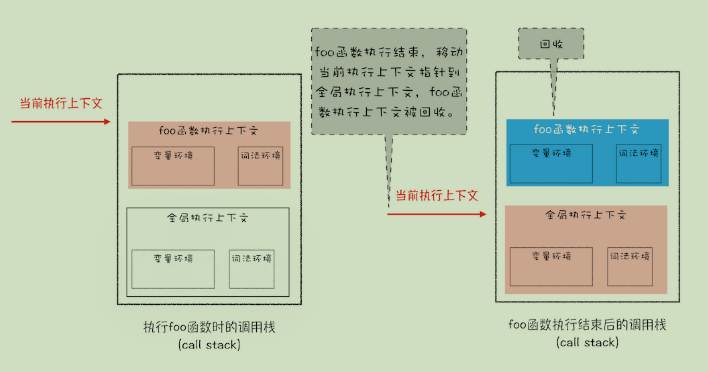 当前执行上下文
foo函数执行上下文
变量环境
词法环境
全局执行上下文
变量环境
词法环境
执行foo函数时的调用栈
(call stack)
foo函数执行结束，移动
当前执行上下文指针到
全局执行上下文，foo函
数执行上下文被回收。
当前执行上下文
回收
foo函数执行上下文
变量环境
词法环境
全局执行上下文
变量环境
词法环境
foo函数执行结束后的调用栈
(call stack)